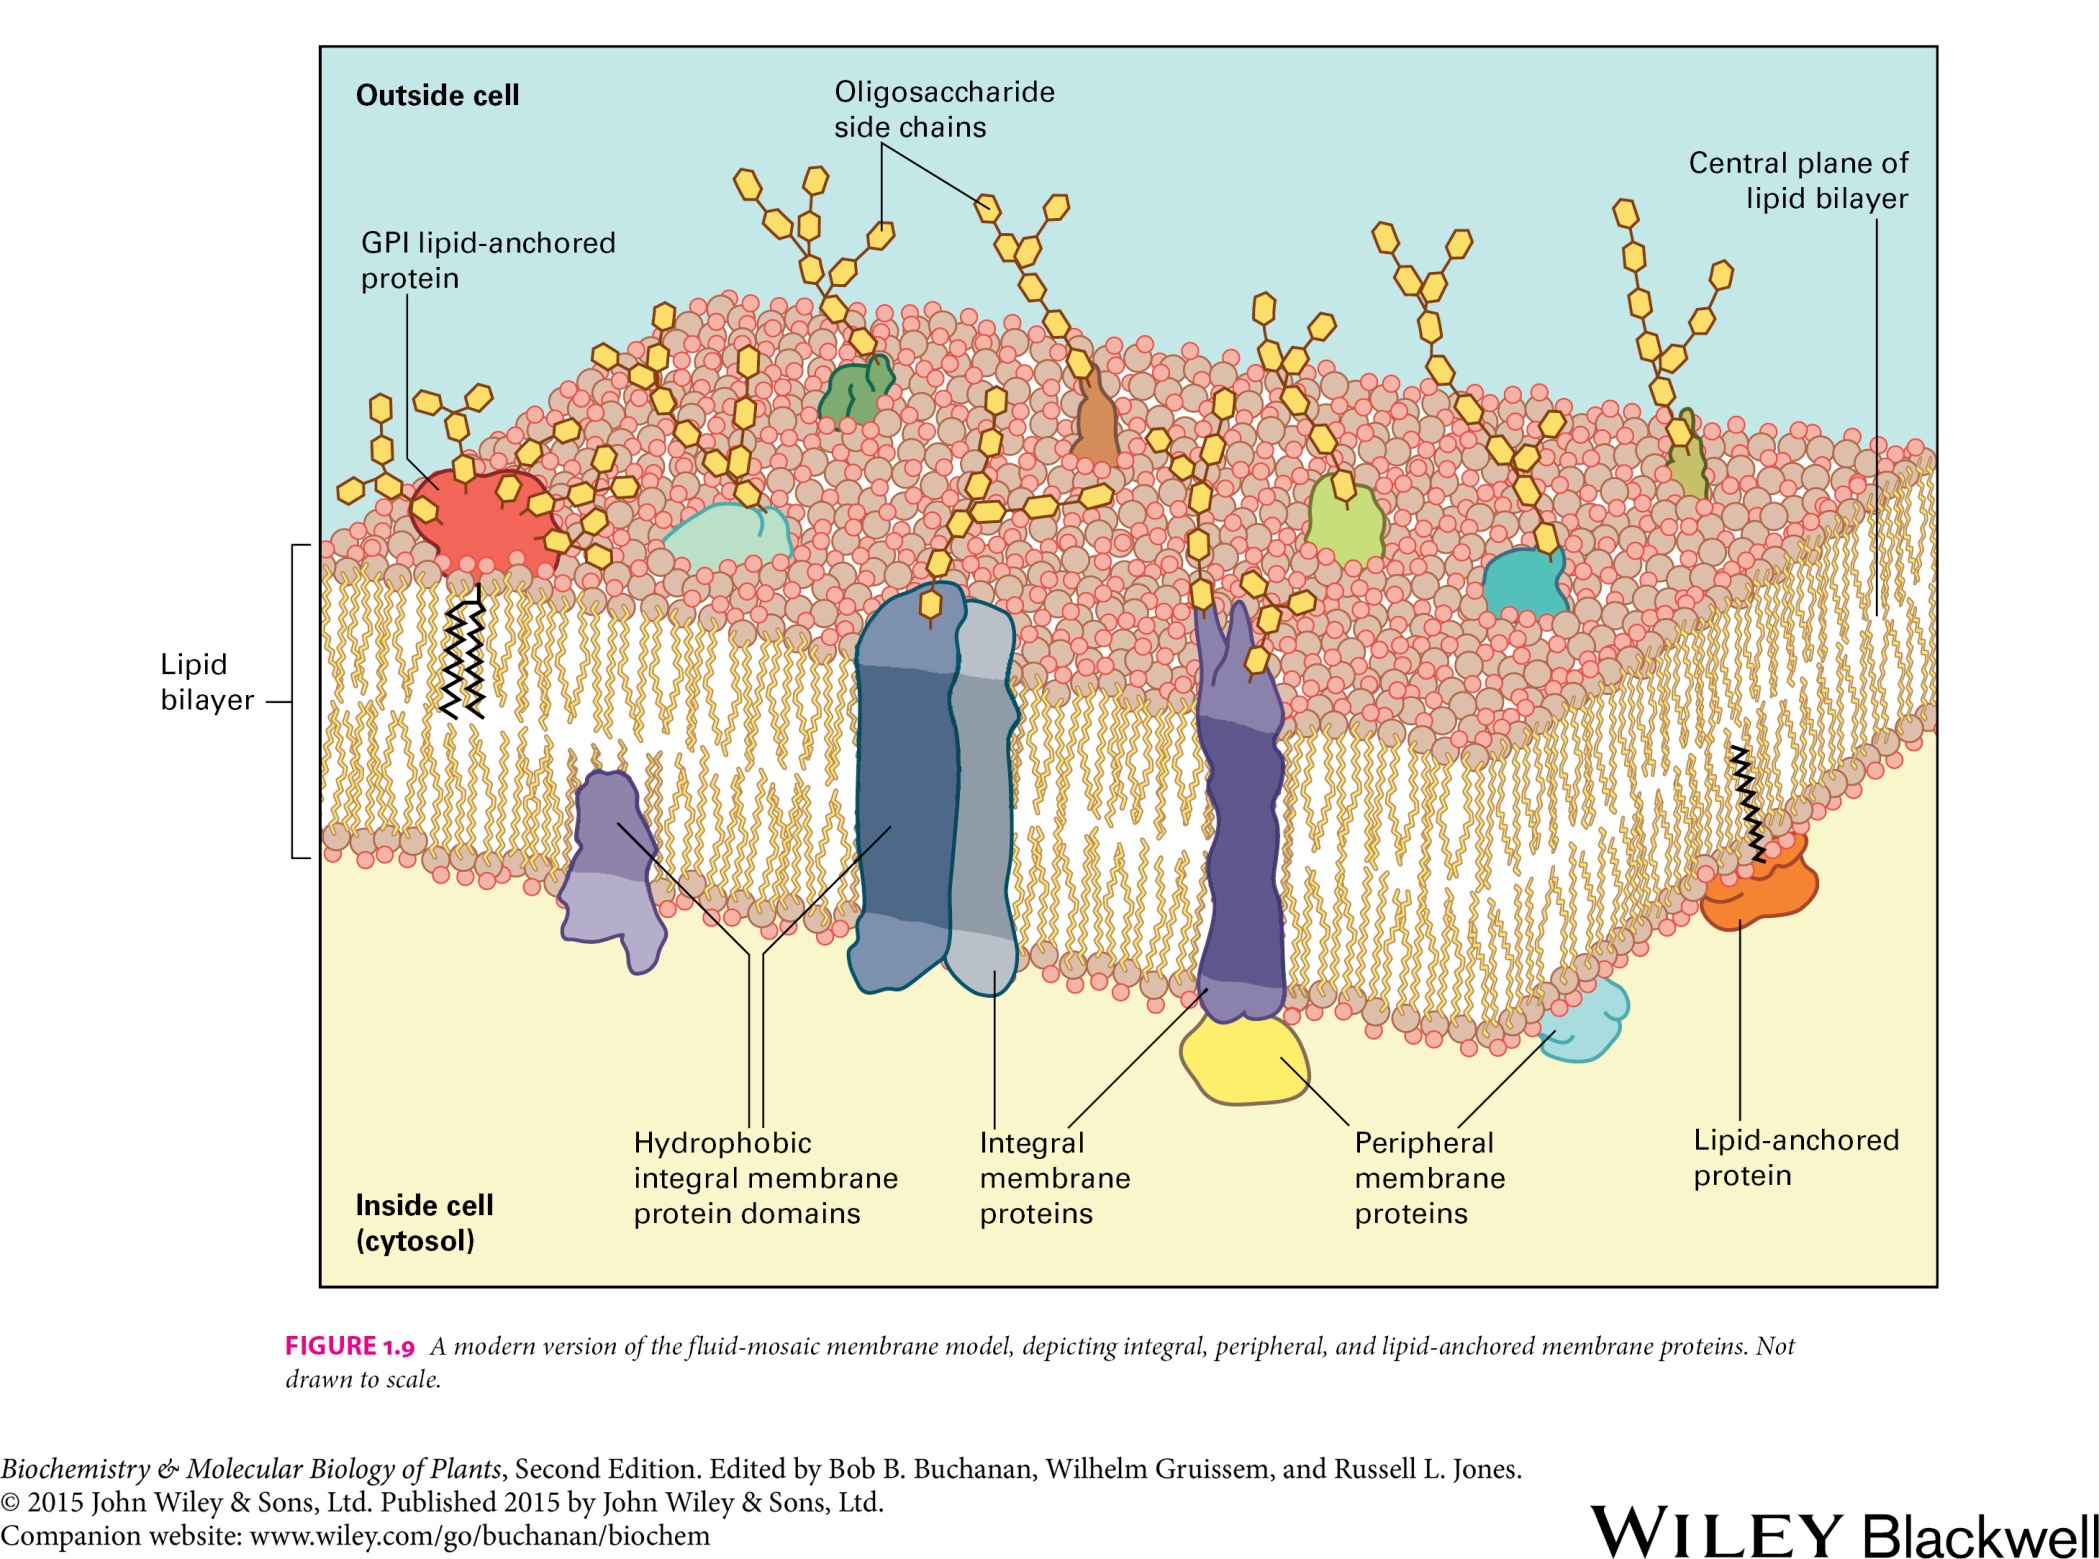 Outside cell
Oligosaccharide
side chains
Central plane of
lipid bilayer
GPI lipid-anchored
protein
Lipid
bilayer
Hydrophobic
integral membrane
protein domains
Integral
membrane
proteins
Peripheral
membrane
proteins
Lipid-anchored
protein
Inside cell
(cytosol)
FIGURE 1.9 A modern version of the fluid-mosaic membrane model, depicting integral, peripheral, and lipid-anchored membrane proteins. Not
drawn to scale.
Biochemistry & Molecular Biology of Plants, Second Edition. Edited by Bob B. Buchanan, Wilhelm Gruissem, and Russell L. Jones.
© 2015 John Wiley & Sons, Ltd. Published 2015 by John Wiley & Sons, Ltd.
Companion website: www.wiley.com/go/buchanan/biochem
WILEY Blackwell